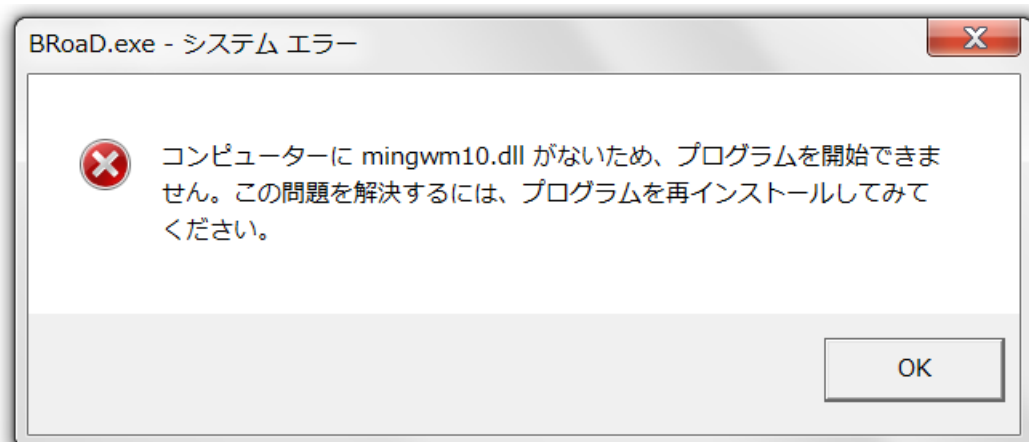 BRoaD.exe - システム エラー
コンピューターに mingwm10.dll がないため、プログラムを開始できま
せん。この問題を解決するには、プログラムを再インストールしてみて
ください。
OK